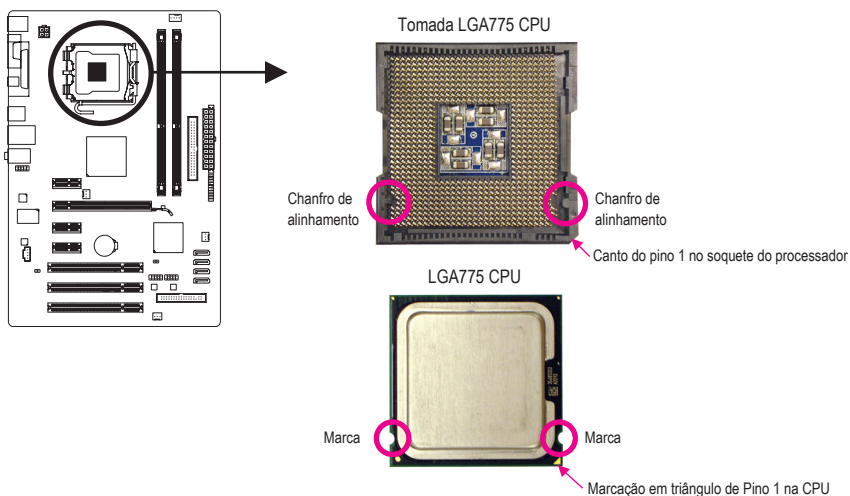 Tomada LGA775 CPU
Chanfro de
alinhamento
Chanfro de
alinhamento
Canto do pino 1 no soquete do processador
LGA775 CPU
Marca
Marca
Marcação em triângulo de Pino 1 na CPU